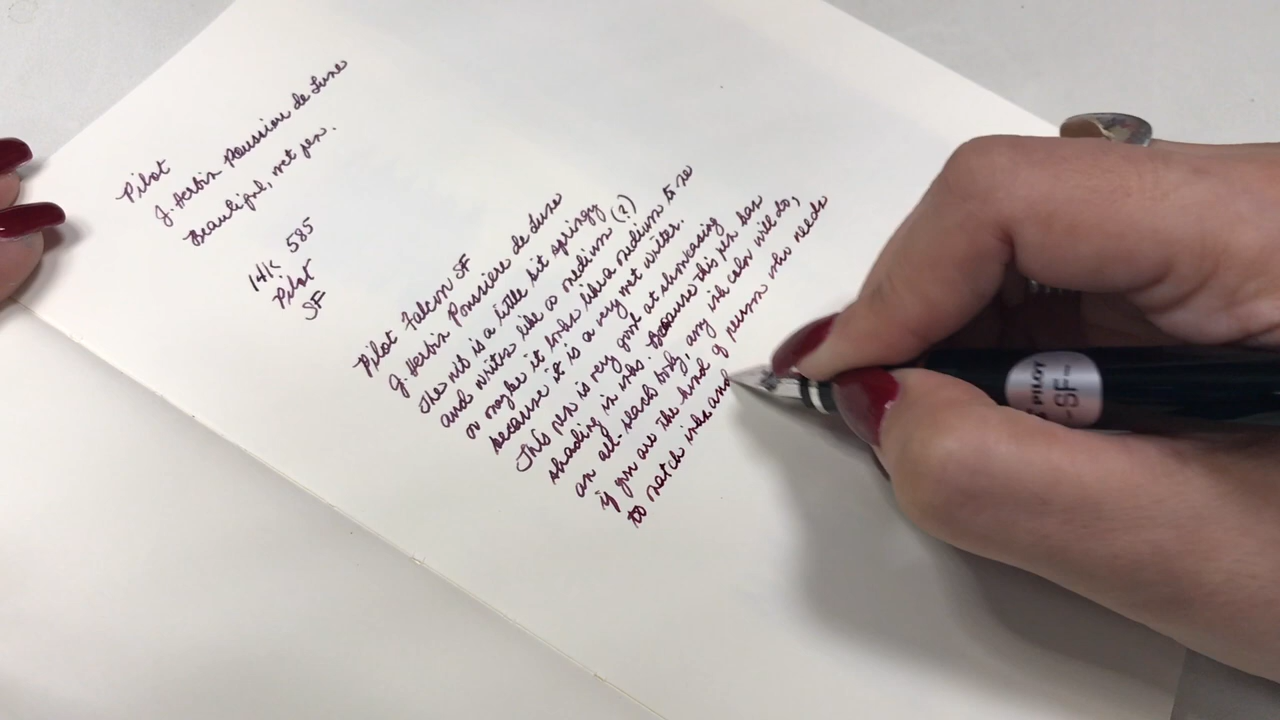 Pilot
J. Herbin Poussiere de Lune
Beautiful, wet pen.
14K 585
Pilot
SF
Pilot Falcon SF
J. Herbin Poussiere de Lune
The nib is a little bit springy
and writes like a medium (?)
or maybe it looks like a medium to me
because it is a very wet writer.
This pen is very good at showcasing
shading in inks. Because this pen has
an all-black body, any ink color will do,
if you are the kind of person who needs
to match inks and
PILOT
-SF-